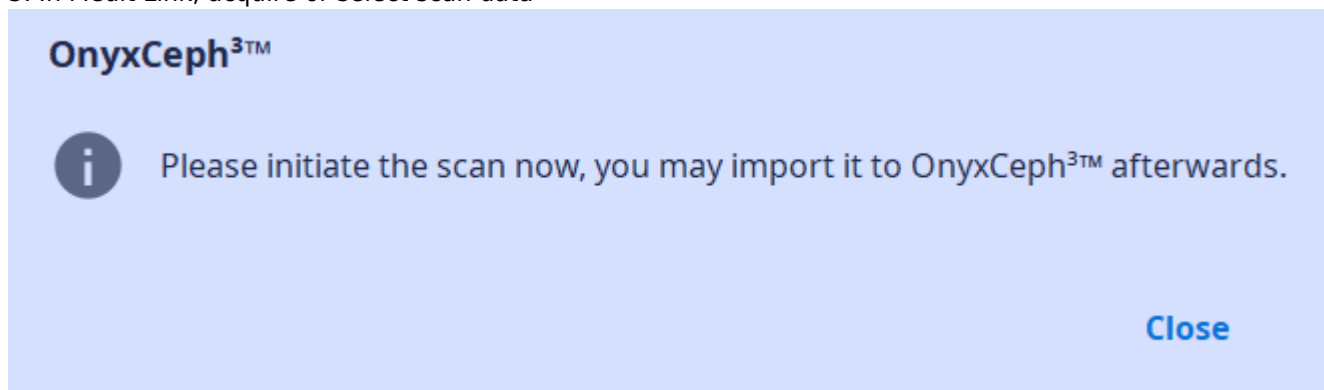 OnyxCeph³™
Please initiate the scan now, you may import it to OnyxCeph³™ afterwards.
Close